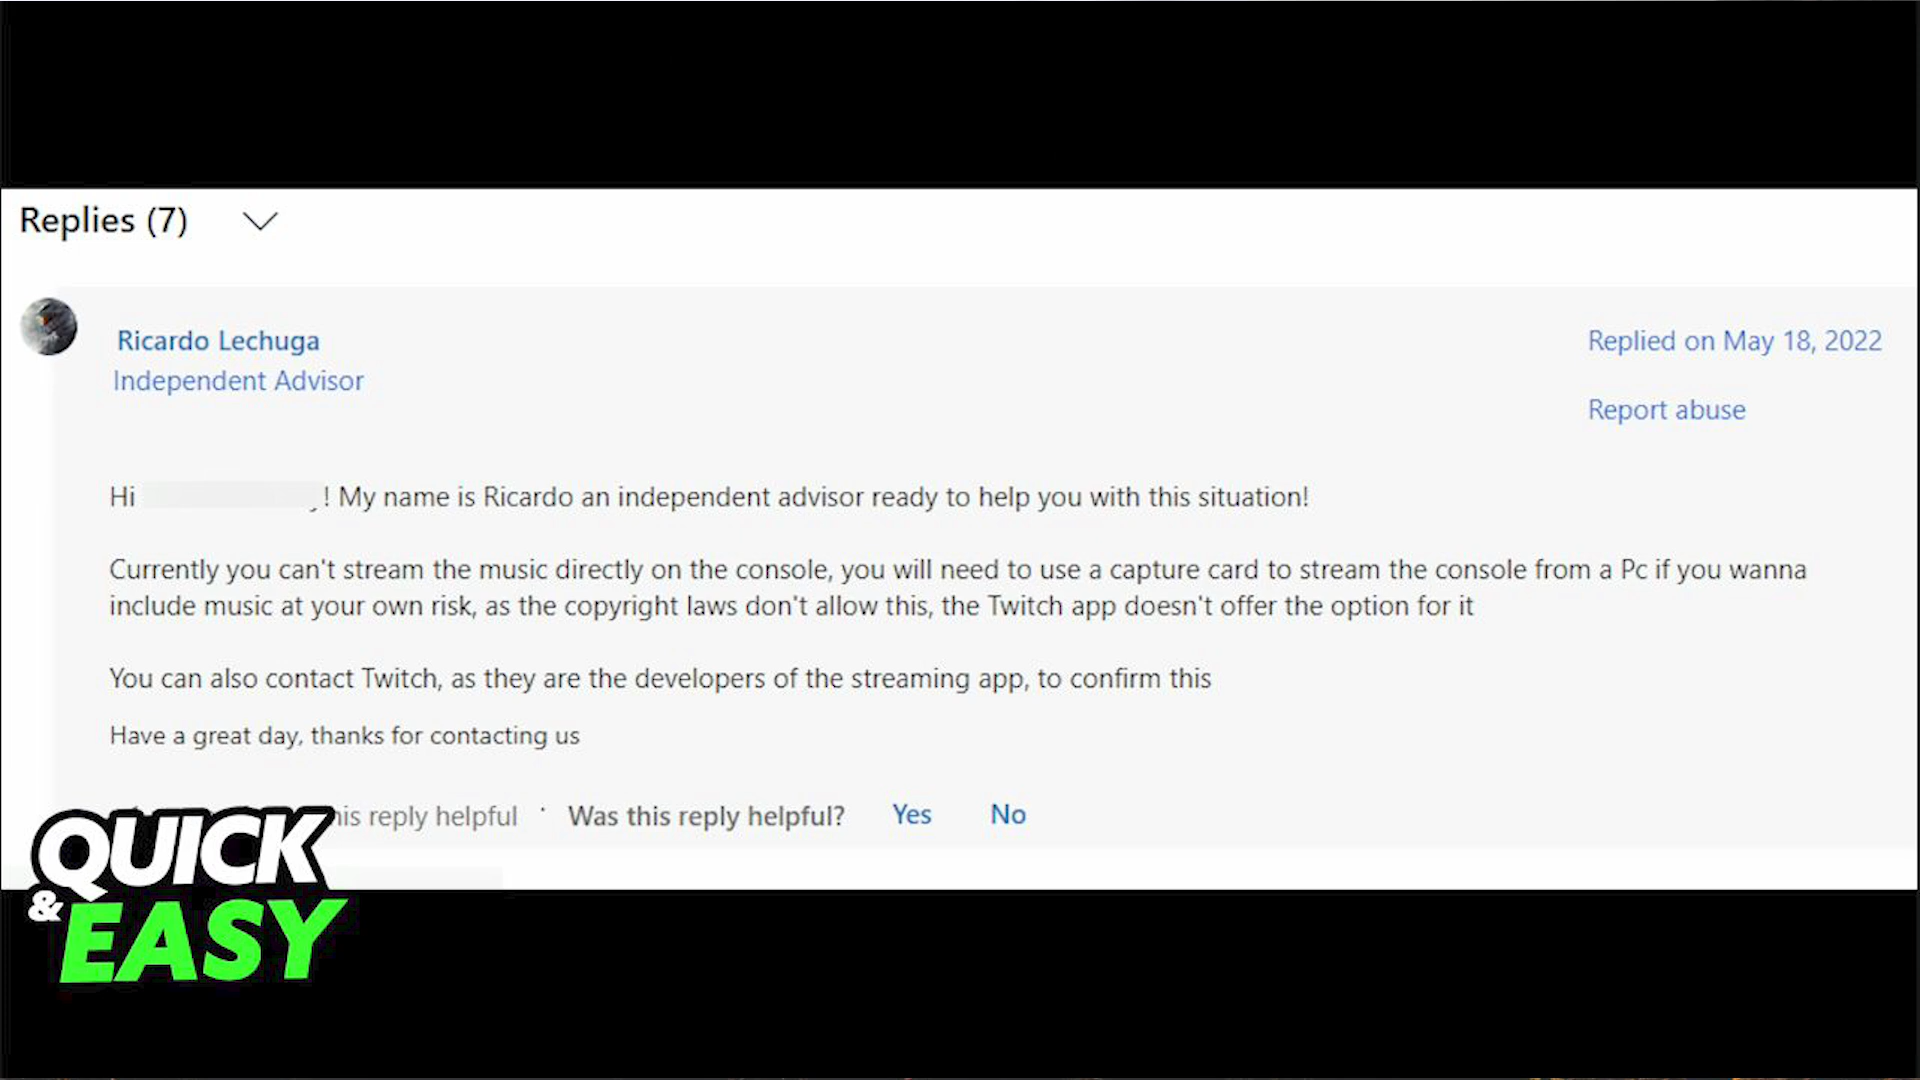 Replies (7)
Ricardo Lechuga
Replied on May 18, 2022
Independent Advisor
Report abuse
Hi ! My name is Ricardo an independent advisor ready to help you with this situation!
Currently you can't stream the music directly on the console, you will need to use a capture card to stream the console from a Pc if you wanna
include music at your own risk, as the copyright laws don't allow this, the Twitch app doesn't offer the option for it
You can also contact Twitch, as they are the developers of the streaming app, to confirm this
Have a great day, thanks for contacting us
reply helpful · Was this reply helpful? Yes No
QUICK
& EASY